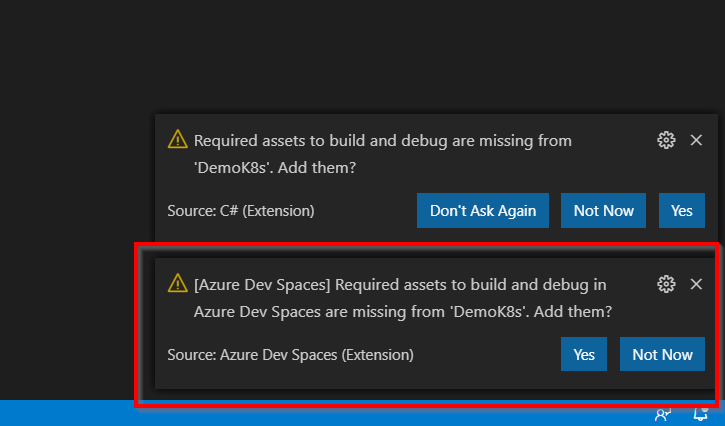 Required assets to build and debug are missing from
'DemoK8s'. Add them?
Source: C# (Extension)
Don't Ask Again
Not Now
Yes
[Azure Dev Spaces] Required assets to build and debug in
Azure Dev Spaces are missing from 'DemoK8s'. Add them?
Source: Azure Dev Spaces (Extension)
Yes
Not Now